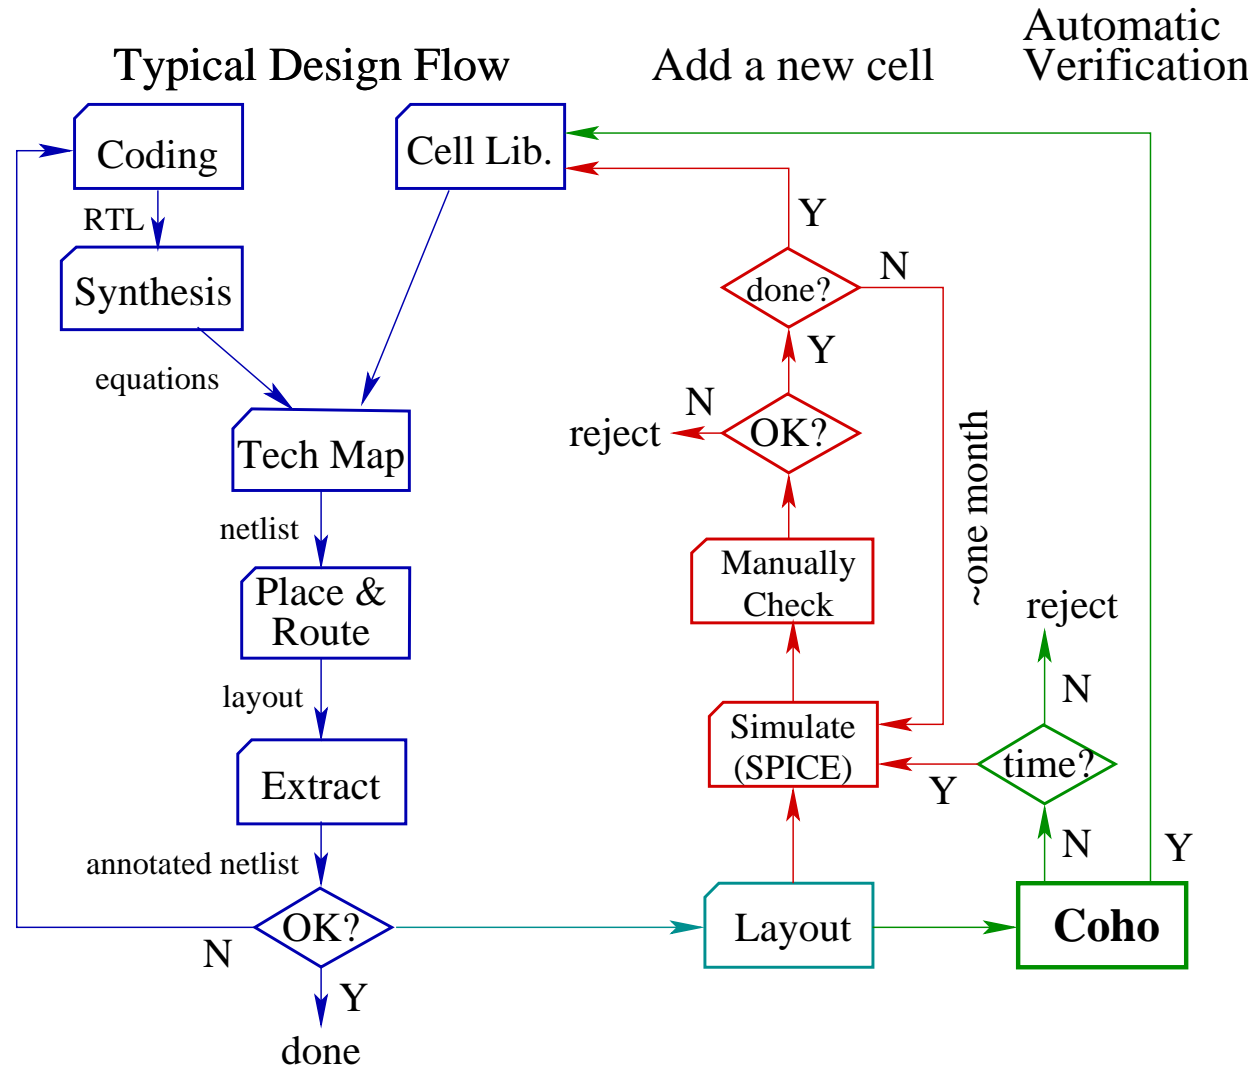 Typical Design Flow
Add a new cell
Automatic
Verification
Coding
Cell Lib.
RTL
Y
Synthesis
done?
N
equations
Y
N
reject
OK?
Tech Map
~one month
netlist
Place &
Route
Manually
Check
reject
layout
N
Simulate
(SPICE)
Extract
time?
Y
annotated netlist
N
Y
OK?
N
Layout
Coho
Y
done